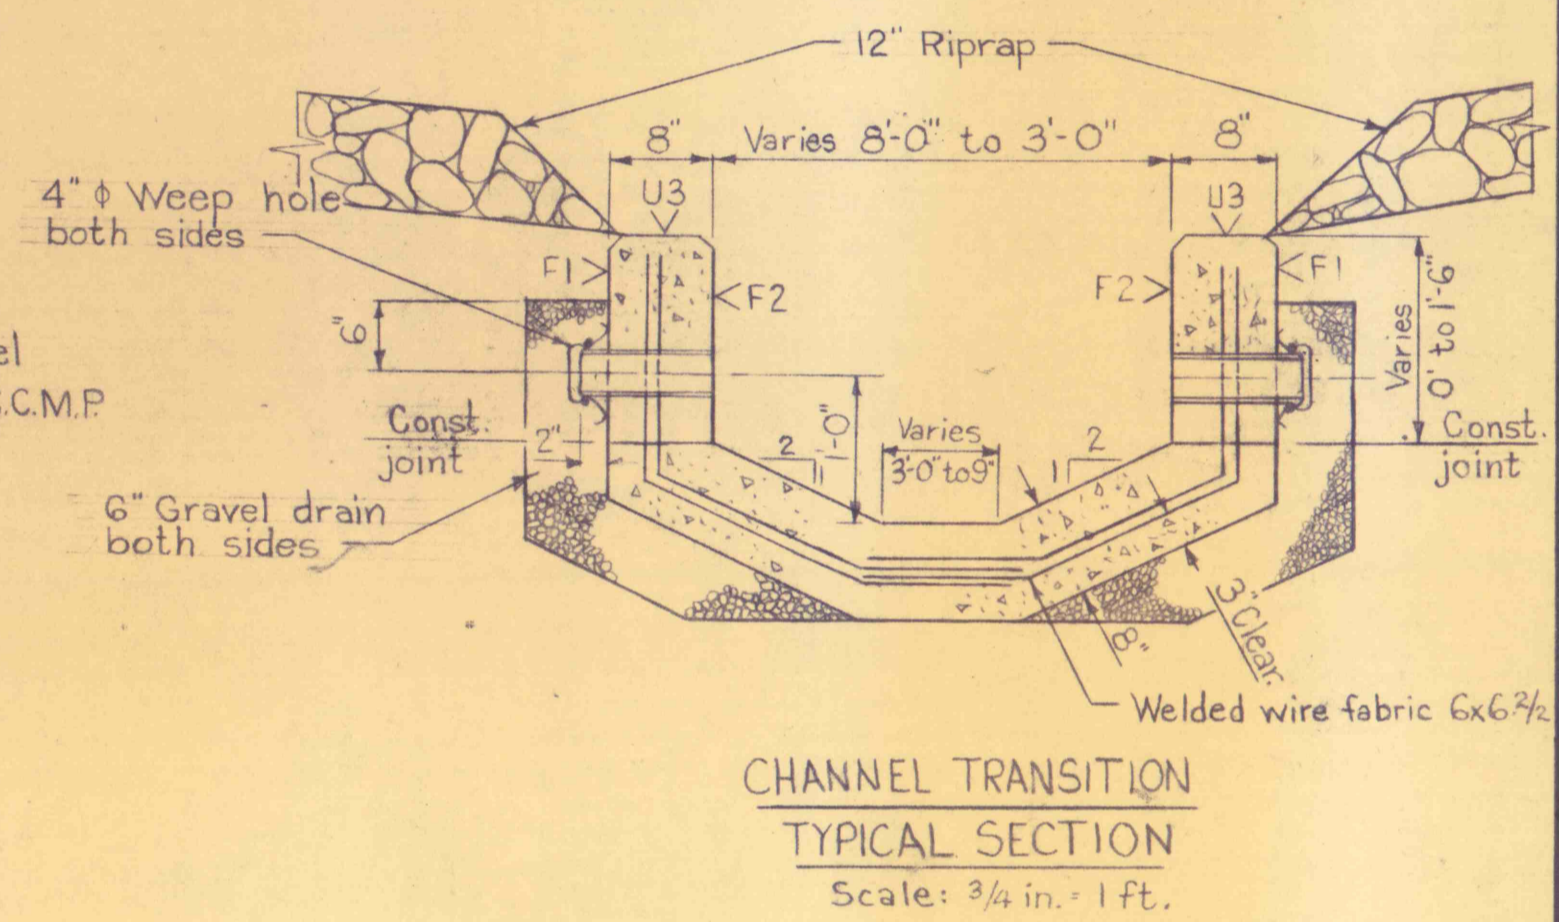 12" Riprap
8"
Varies 8'-0" to 3'-0"
8"
4" ϕ Weep hole
both sides
U3
U3
F1
F2
F2
F1
6"
Varies
0' to 1'-6"
el
.C.M.P.
Const.
joint
2"
2
1
1'-0"
Varies
3'-0" to 9"
2
1
Const.
joint
6" Gravel drain
both sides
3" Clear.
8"
Welded wire fabric 6x6-2/2
CHANNEL TRANSITION
TYPICAL SECTION
Scale: 3/4 in. = 1 ft.